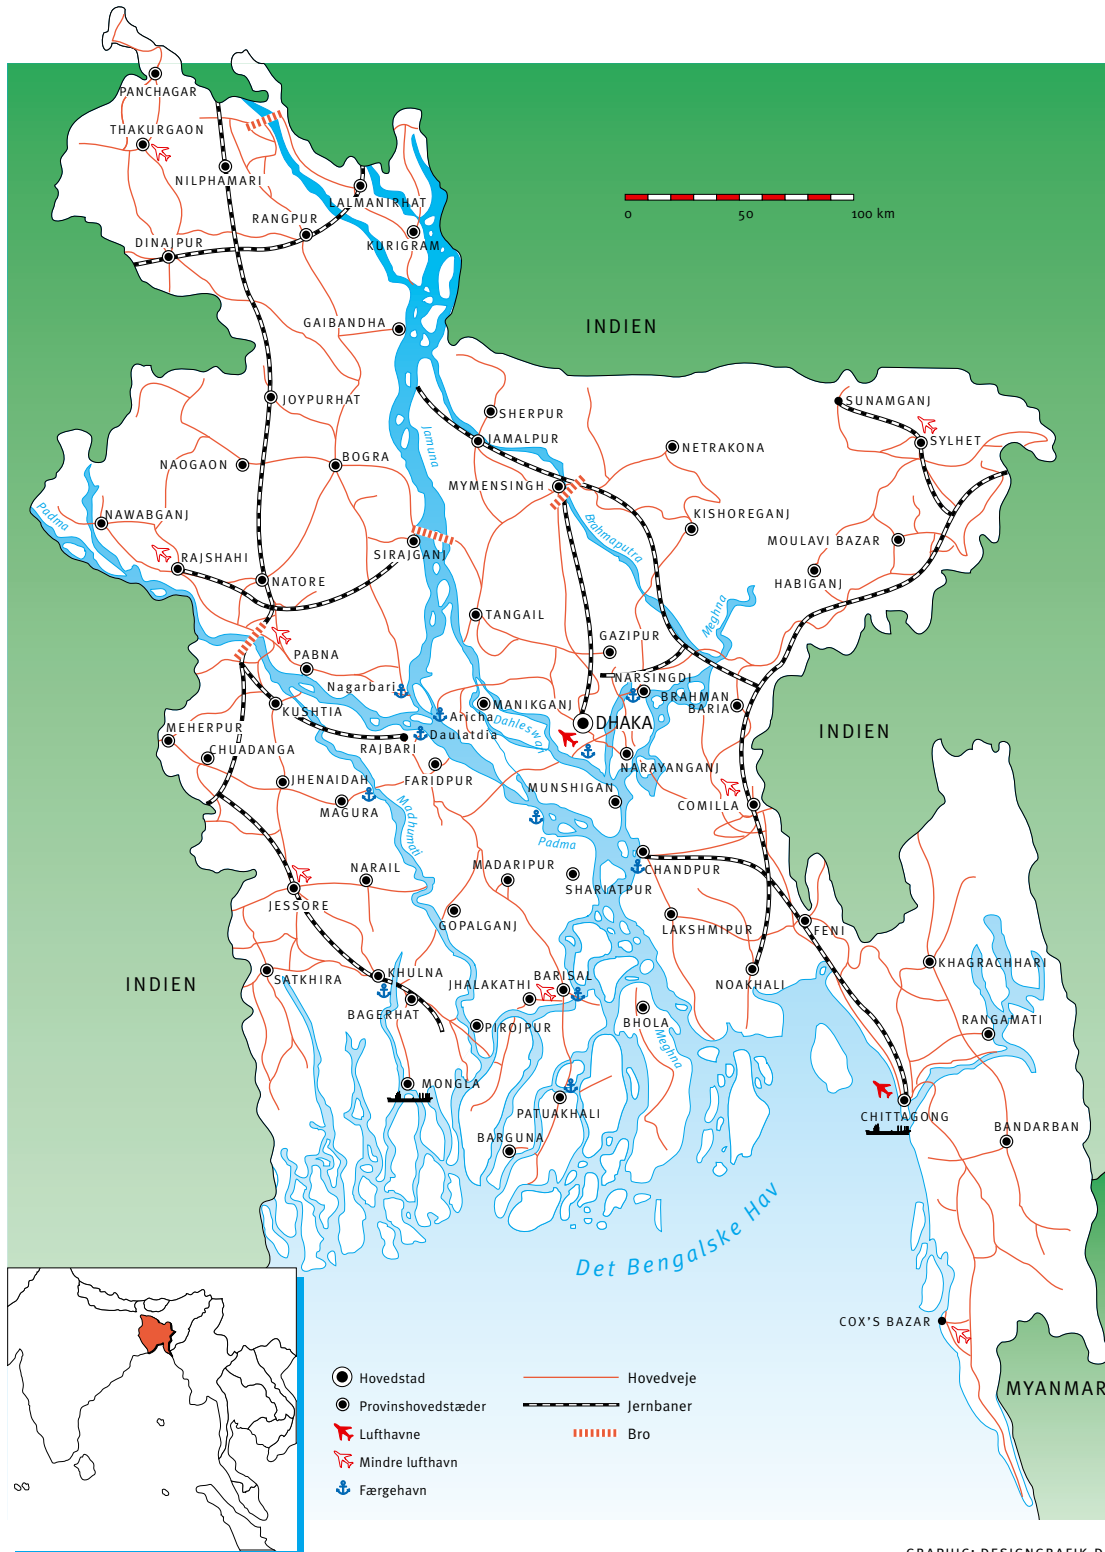 PANCHAGAR
THAKURGAON
NILPHAMARI
LALMANIRHAT
RANGPUR
DINAJPUR
KURIGRAM
0 50 100 km
GAIBANDHA
INDIEN
JOYPURHAT
SHERPUR
SUNAMGANJ
Jamuna
JAMALPUR
SYLHET
NETRAKONA
NAOGAON
BOGRA
MYMENSINGH
Padma
NAWABGANJ
KISHOREGANJ
Brahmaputra
MOULAVI BAZAR
RAJSHAHI
SIRAJGANJ
HABIGANJ
NATORE
TANGAIL
Meghna
GAZIPUR
PABNA
NARSINGDI
Nagarbari
BRAHMAN
BARIA
MANIKGANJ
KUSHTIA
Aricha
Dahleswari
DHAKA
MEHERPUR
Daulatdia
INDIEN
CHUADANGA
RAJBARI
NARAYANGANJ
JHENAIDAH
FARIDPUR
MUNSHIGAN
MAGURA
COMILLA
Madhumati
Padma
NARAIL
MADARIPUR
CHANDPUR
SHARIATPUR
JESSORE
GOPALGANJ
LAKSHMIPUR
FENI
KHAGRACHHARI
INDIEN
SATKHIRA
KHULNA
JHALAKATHI
BARISAL
NOAKHALI
BAGERHAT
PIROJPUR
BHOLA
RANGAMATI
Meghna
MONGLA
PATUAKHALI
CHITTAGONG
BANDARBAN
BARGUNA
Det Bengalske Hav
COX'S BAZAR
MYANMAR
Hovedstad
Provinshovedstæder
Lufthavne
Mindre lufthavn
Færgehavn
Hovedveje
Jernbaner
Bro